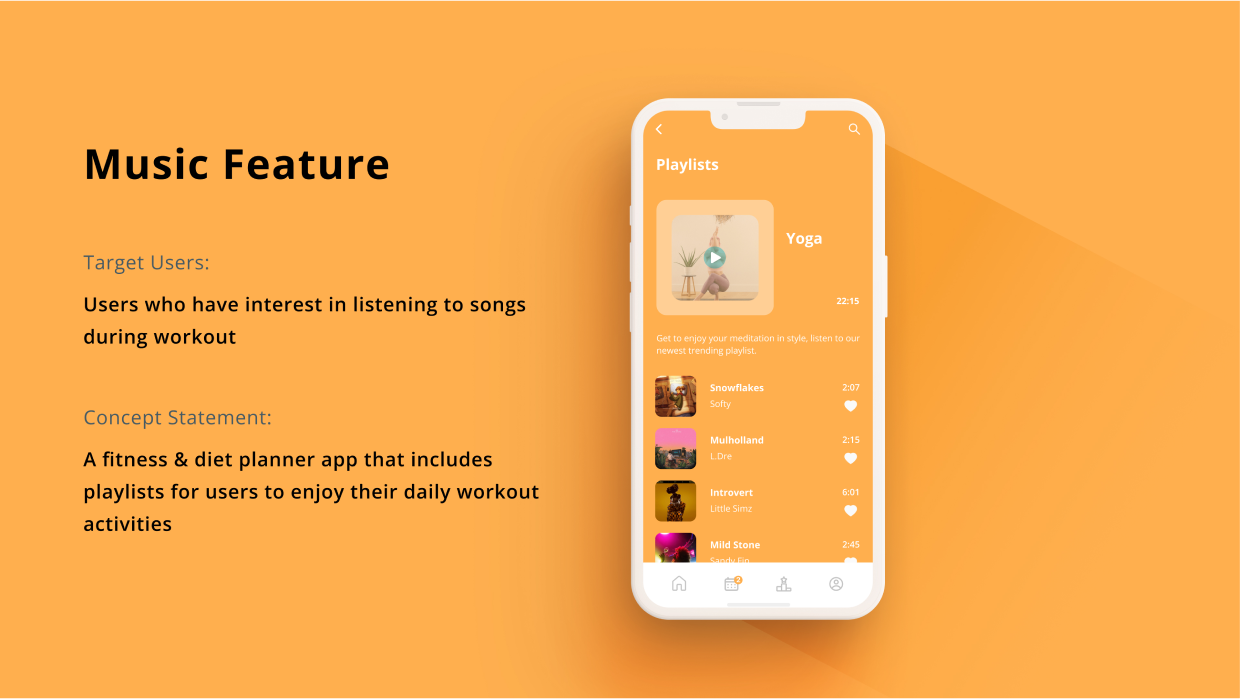 Music Feature
Target Users:
Users who have interest in listening to songs
during workout
Concept Statement:
A fitness & diet planner app that includes
playlists for users to enjoy their daily workout
activities
Playlists
Yoga
22:15
Get to enjoy your meditation in style, listen to our
newest trending playlist.
Snowflakes 2:07
Softy
Mulholland 2:15
L.Dre
Introvert 6:01
Little Simz
Mild Stone 2:45
Sandy Fin
2